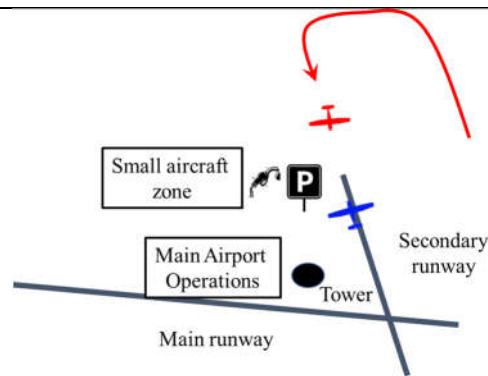 Small aircraft
zone
P
Main Airport
Operations
Secondary
runway
Tower
Main runway